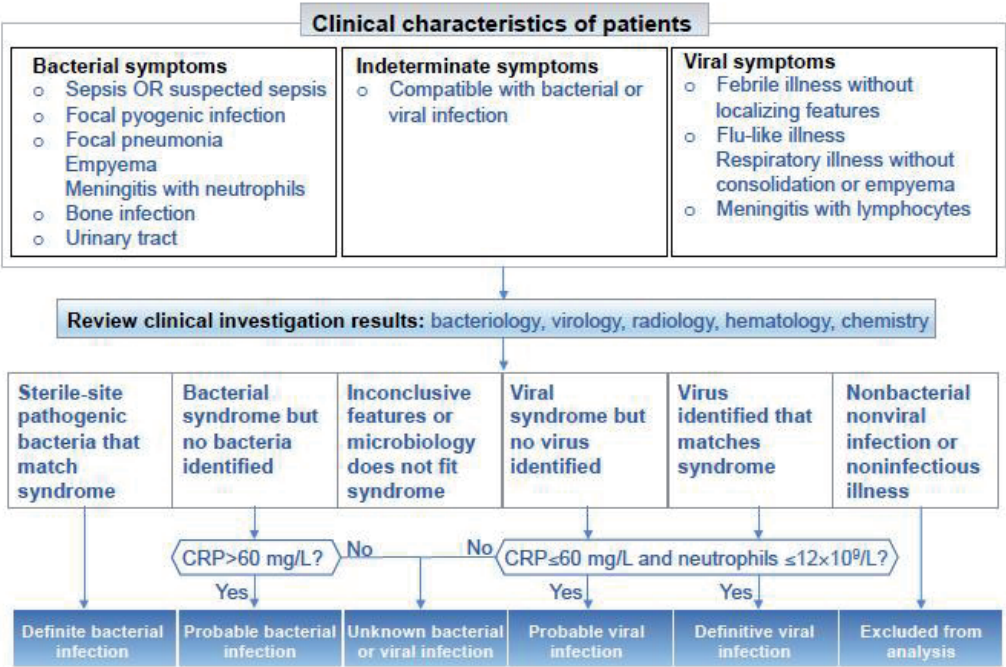 Clinical characteristics of patients
Bacterial symptoms
○ Sepsis OR suspected sepsis
○ Focal pyogenic infection
○ Focal pneumonia
Empyema
Meningitis with neutrophils
○ Bone infection
○ Urinary tract
Indeterminate symptoms
○ Compatible with bacterial or
viral infection
Viral symptoms
○ Febrile illness without
localizing features
○ Flu-like illness
Respiratory illness without
consolidation or empyema
○ Meningitis with lymphocytes
Review clinical investigation results: bacteriology, virology, radiology, hematology, chemistry
Sterile-site
pathogenic
bacteria that
match
syndrome
Bacterial
syndrome but
no bacteria
identified
Inconclusive
features or
microbiology
does not fit
syndrome
Viral
syndrome but
no virus
identified
Virus
identified that
matches
syndrome
Nonbacterial
nonviral
infection or
noninfectious
illness
CRP>60 mg/L?
No
No
CRP≤60 mg/L and neutrophils ≤12×10⁹/L?
Yes
Yes
Yes
Definite bacterial
infection
Probable bacterial
infection
Unknown bacterial
or viral infection
Probable viral
infection
Definitive viral
infection
Excluded from
analysis